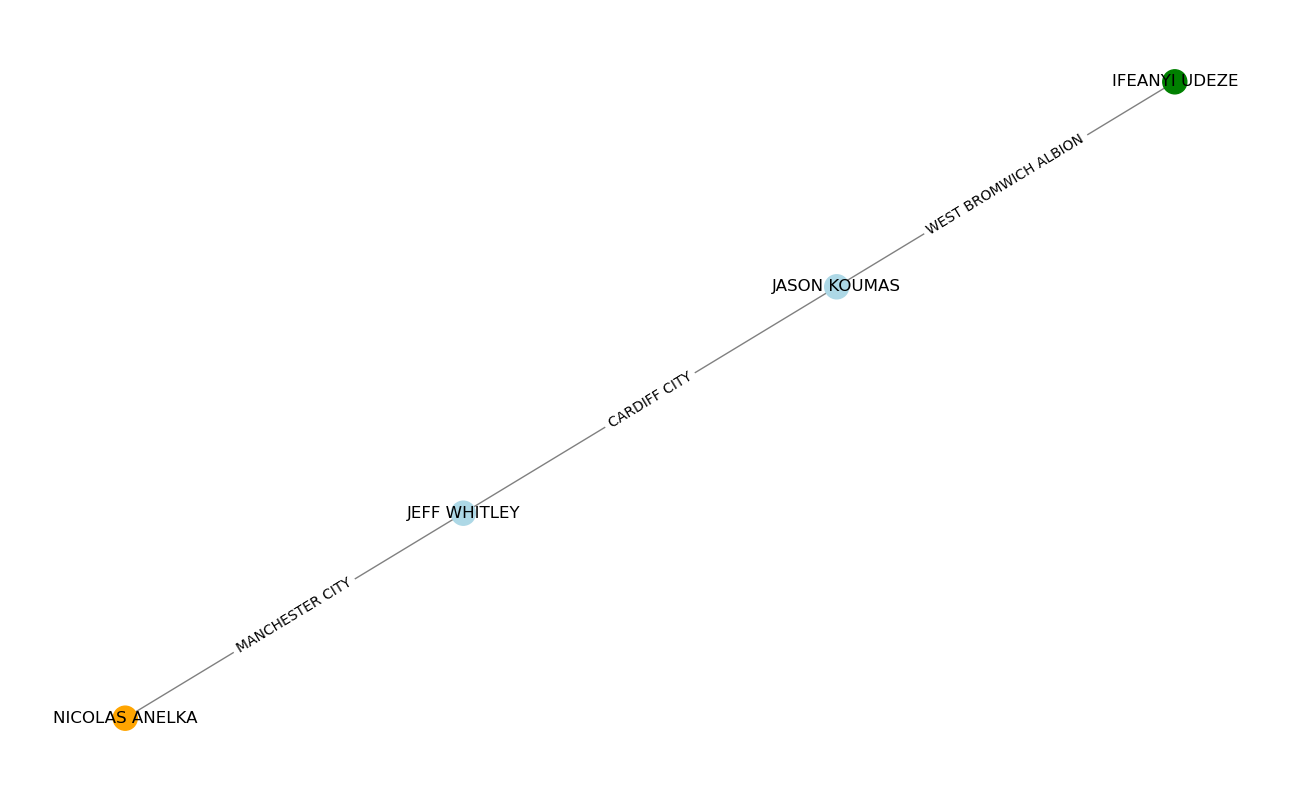 IFEANYI UDEZE
WEST BROMWICH ALBION
JASON KOUMAS
CARDIFF CITY
JEFF WHITLEY
MANCHESTER CITY
NICOLAS ANELKA